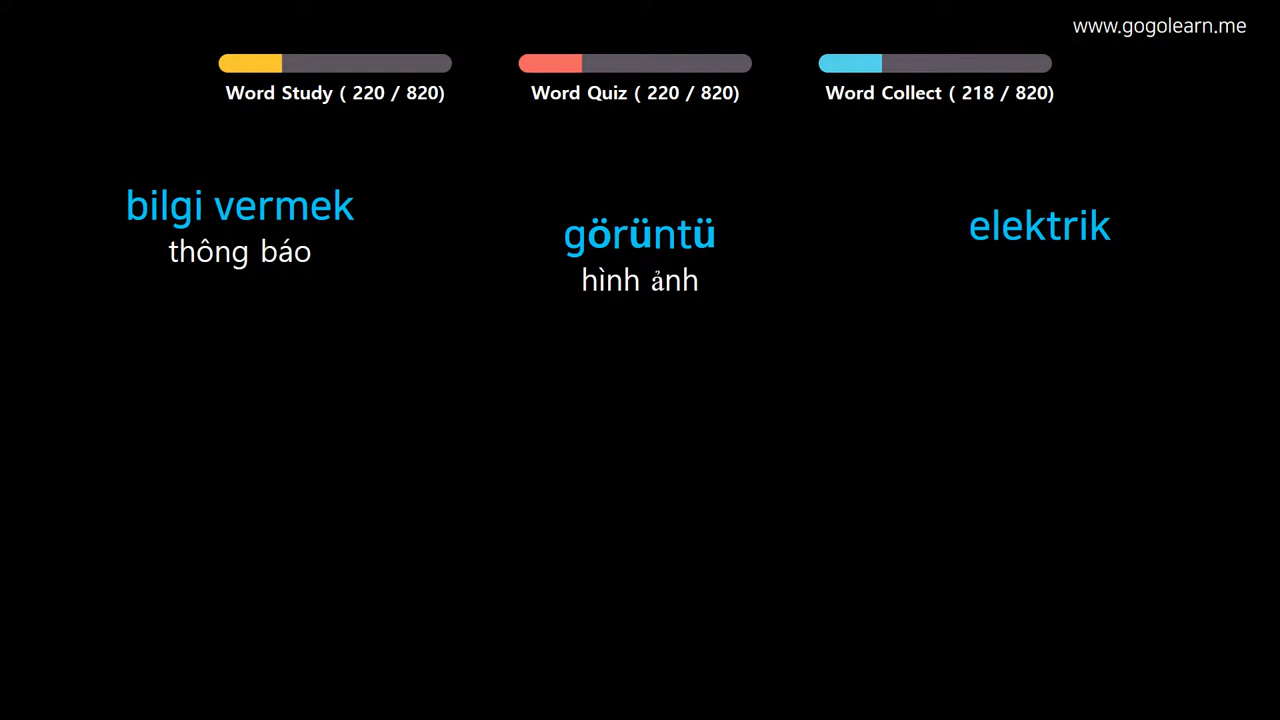 www.gogolearn.me
Word Study ( 220 / 820)
Word Quiz ( 220 / 820)
Word Collect ( 218 / 820)
bilgi vermek
thông báo
görüntü
hình ảnh
elektrik